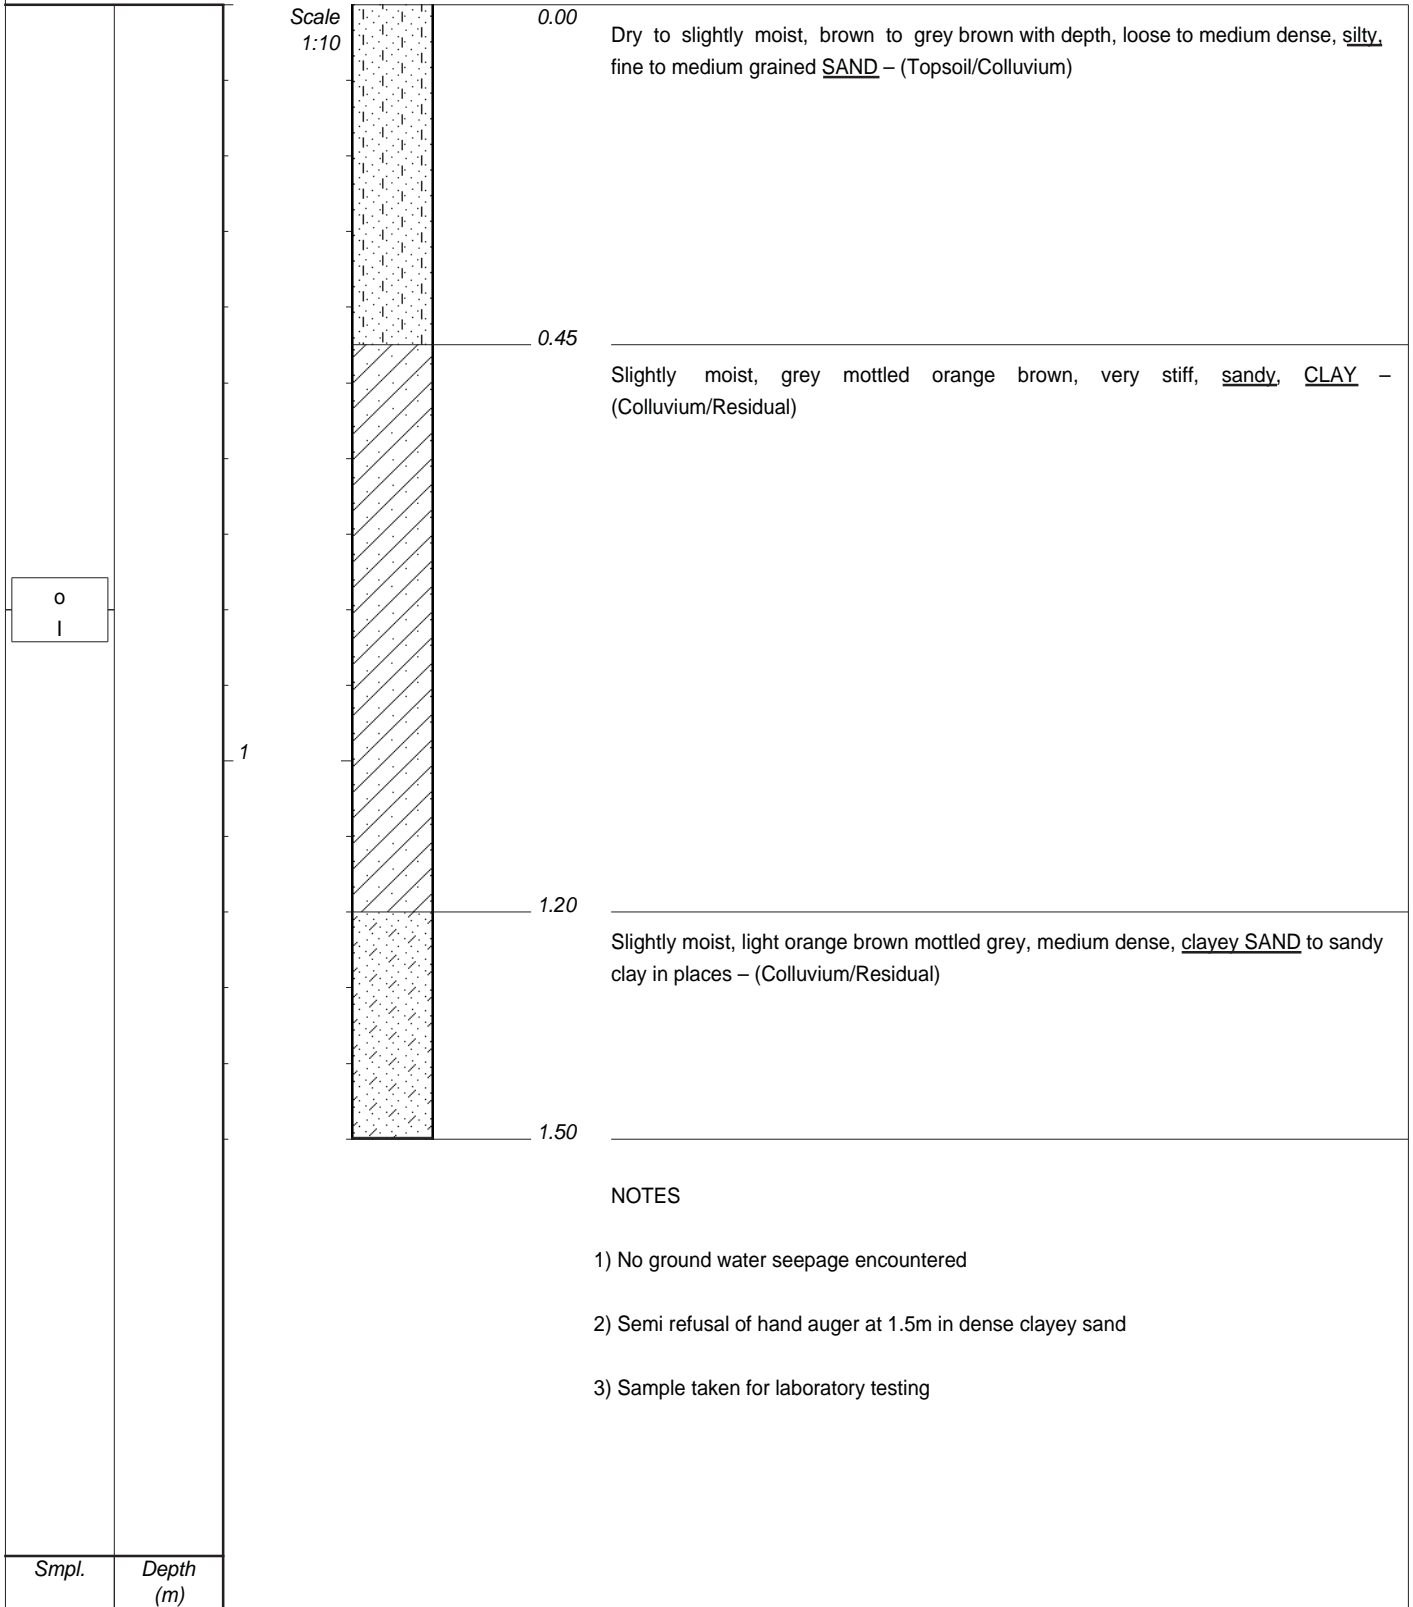 Scale
1:10
0.00
Dry to slightly moist, brown to grey brown with depth, loose to medium dense, silty,
fine to medium grained SAND – (Topsoil/Colluvium)
0.45
Slightly moist, grey mottled orange brown, very stiff, sandy, CLAY –
(Colluvium/Residual)
o
I
1
1.20
Slightly moist, light orange brown mottled grey, medium dense, clayey SAND to sandy
clay in places – (Colluvium/Residual)
1.50
NOTES
1) No ground water seepage encountered
2) Semi refusal of hand auger at 1.5m in dense clayey sand
3) Sample taken for laboratory testing
Smpl.
Depth
(m)